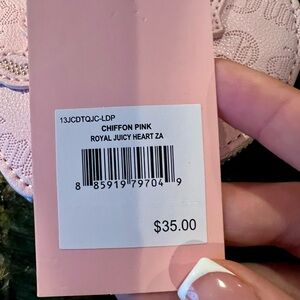 13JCDTQJC-LDP
CHIFFON PINK
ROYAL JUICY HEART ZA
8 85919 79704 9
$35.00